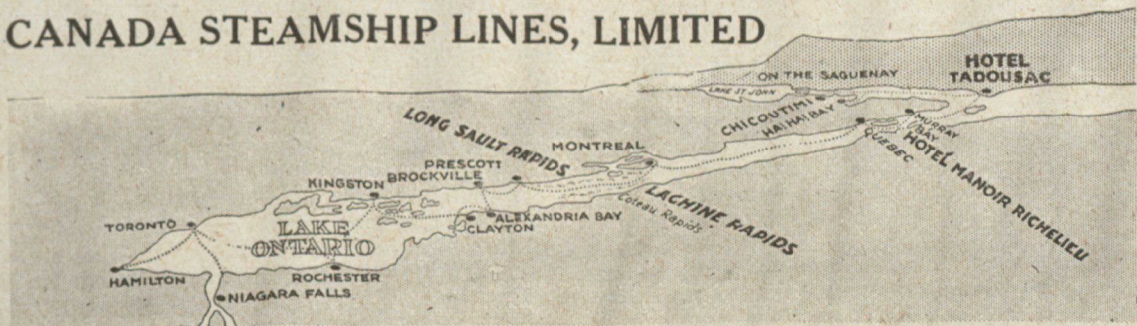 CANADA STEAMSHIP LINES, LIMITED
HOTEL
TADOUSAC
ON THE SAGUENAY
LAKE ST JOHN
CHICOUTIMI
HA! HA! BAY
MURRAY
BAY
QUEBEC
HOTEL MANOIR RICHELIEU
LONG SAULT RAPIDS
MONTREAL
LACHINE RAPIDS
Coteau Rapids
PRESCOTT
BROCKVILLE
KINGSTON
ALEXANDRIA BAY
CLAYTON
TORONTO
LAKE
ONTARIO
HAMILTON
ROCHESTER
NIAGARA FALLS